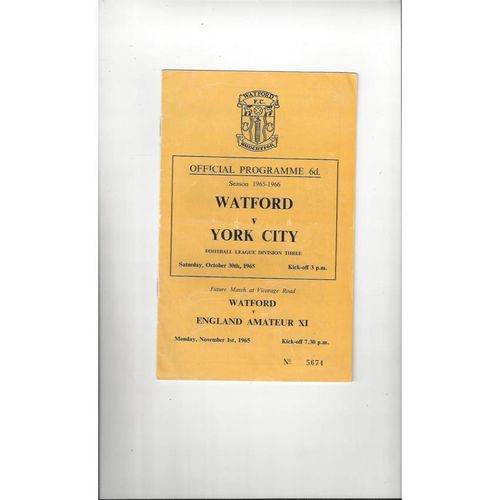 WATFORD
F.C.
OFFICIAL PROGRAMME 6d.
Season 1965-1966
WATFORD
v
YORK CITY
FOOTBALL LEAGUE DIVISION THREE
Saturday, October 30th, 1965 Kick-off 3 p.m.
Future Match at Vicarage Road
WATFORD
v
ENGLAND AMATEUR XI
Monday, November 1st, 1965 Kick-off 7.30 p.m.
Nº 5674